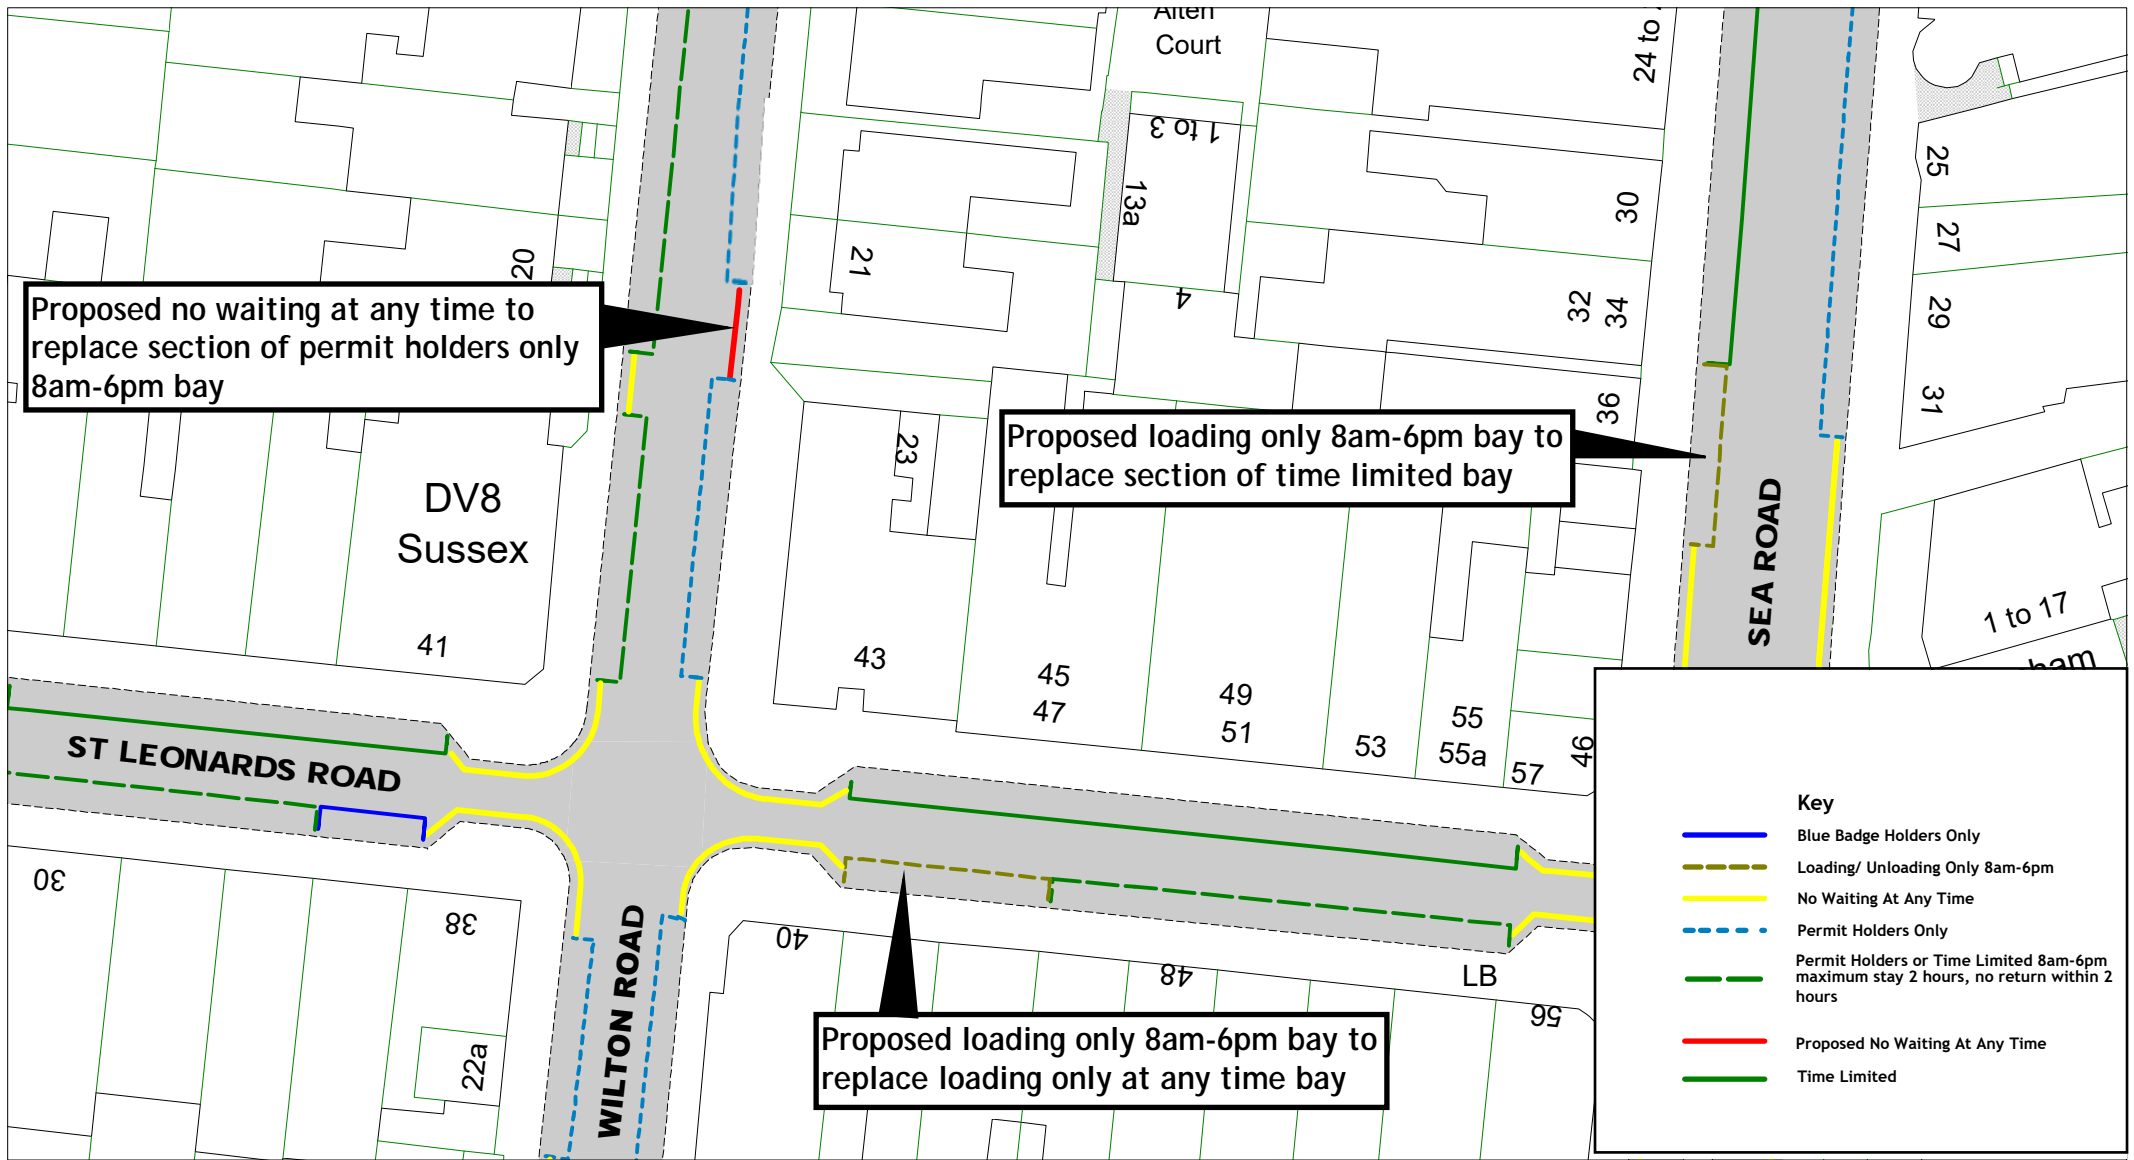 Alten
Court
24 to
1 to 3
13a
25
30
27
20
21
4
32
34
29
Proposed no waiting at any time to
replace section of permit holders only
8am-6pm bay
31
36
23
Proposed loading only 8am-6pm bay to
replace section of time limited bay
DV8
Sussex
SEA ROAD
1 to 17
ham
41
43
45
47
49
51
53
55
55a
57
46
ST LEONARDS ROAD
30
38
40
48
LB
56
22a
WILTON ROAD
Proposed loading only 8am-6pm bay to
replace loading only at any time bay
Key
Blue Badge Holders Only
Loading/ Unloading Only 8am-6pm
No Waiting At Any Time
Permit Holders Only
Permit Holders or Time Limited 8am-6pm
maximum stay 2 hours, no return within 2
hours
Proposed No Waiting At Any Time
Time Limited